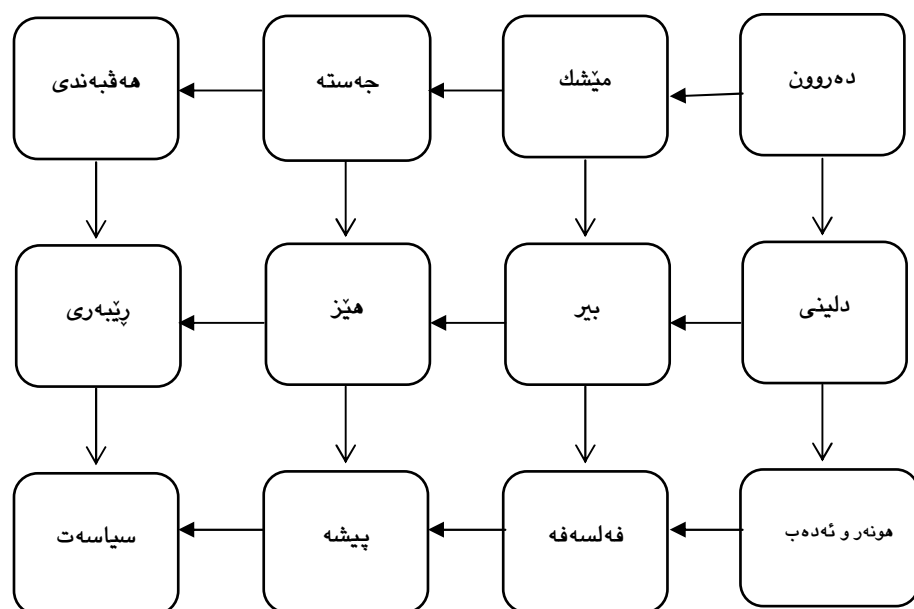 دەروون
مێشك
جەستە
هەڤبەندی
دلینی
بیر
هێز
ڕێبەری
هونەر و ئەدەب
فەلسەفە
پیشە
سیاسەت